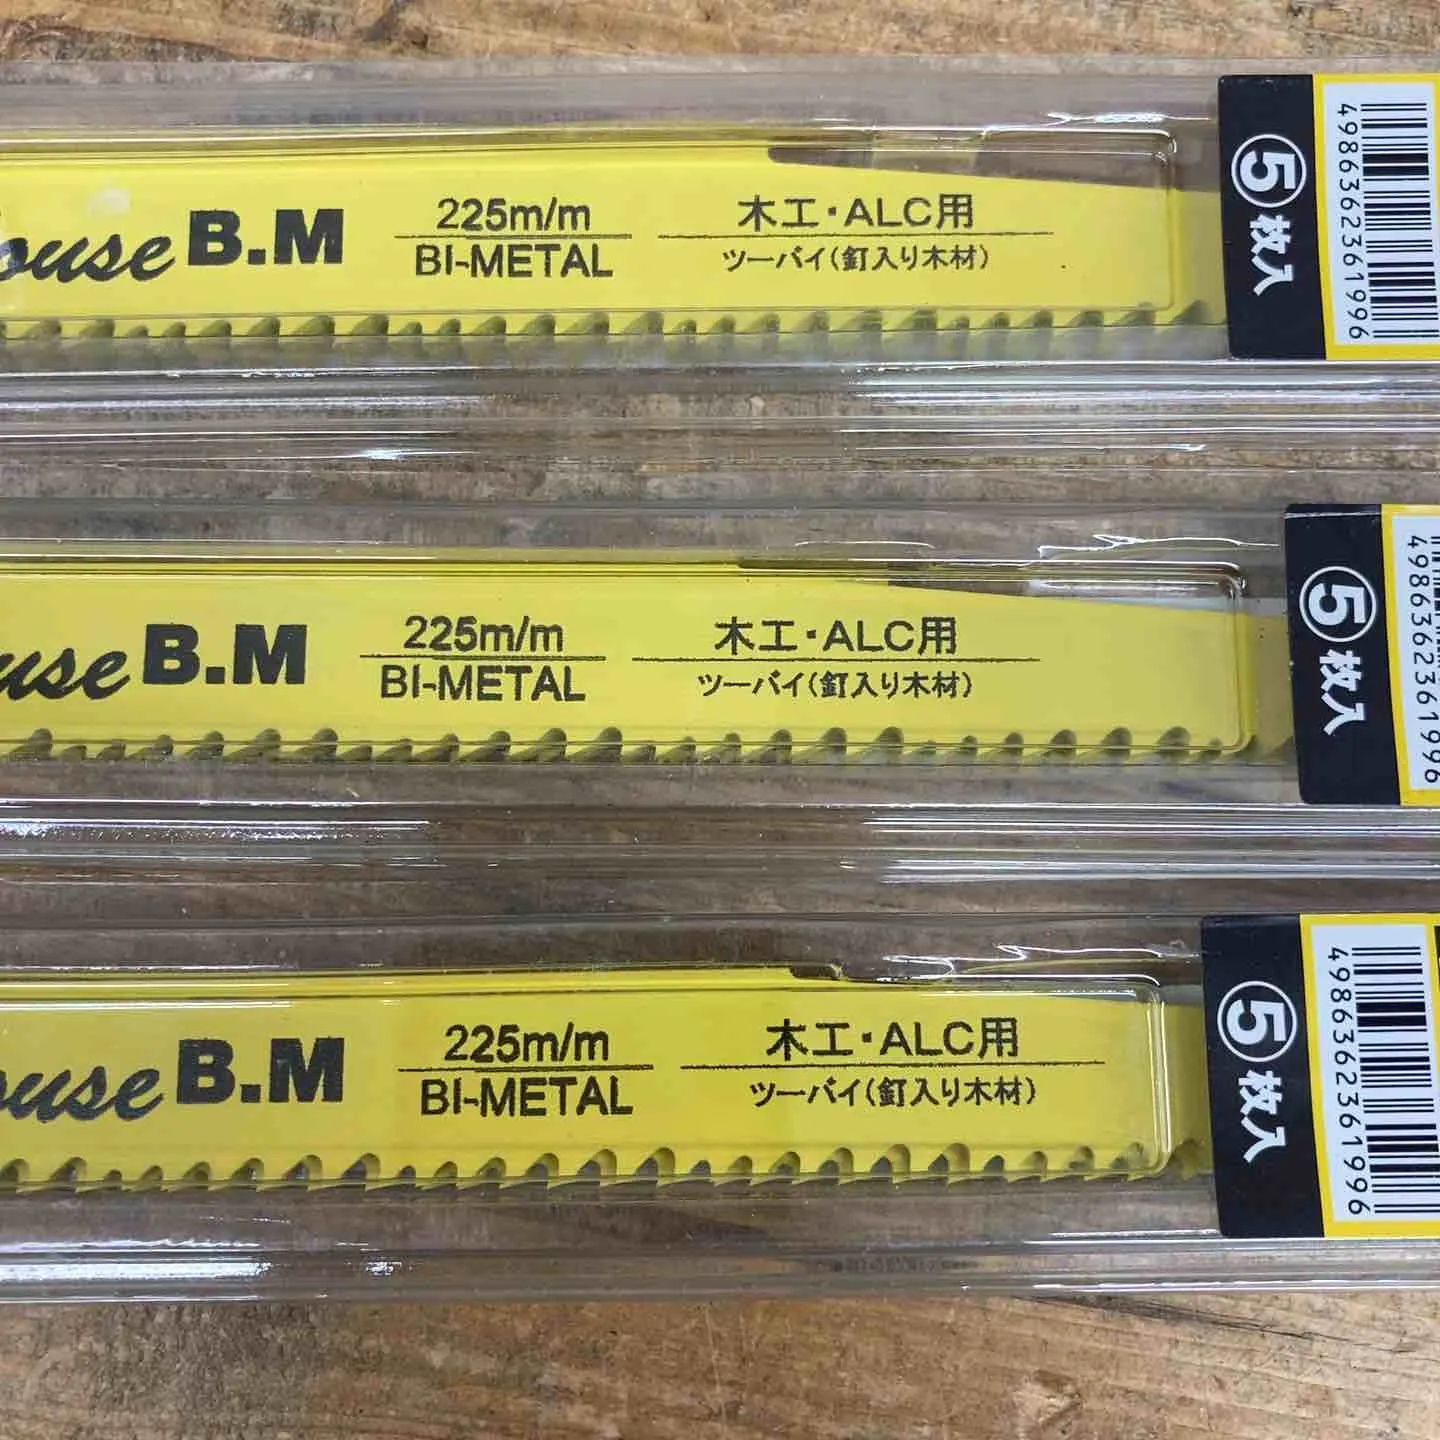 ouse B.M
225m/m
BI-METAL
木工・ALC用
ツーバイ(釘入り木材)
⑤枚入
4986362361996
use B.M
225m/m
BI-METAL
木工・ALC用
ツーバイ(釘入り木材)
⑤枚入
4986362361996
ouse B.M
225m/m
BI-METAL
木工・ALC用
ツーバイ(釘入り木材)
⑤枚入
4986362361996